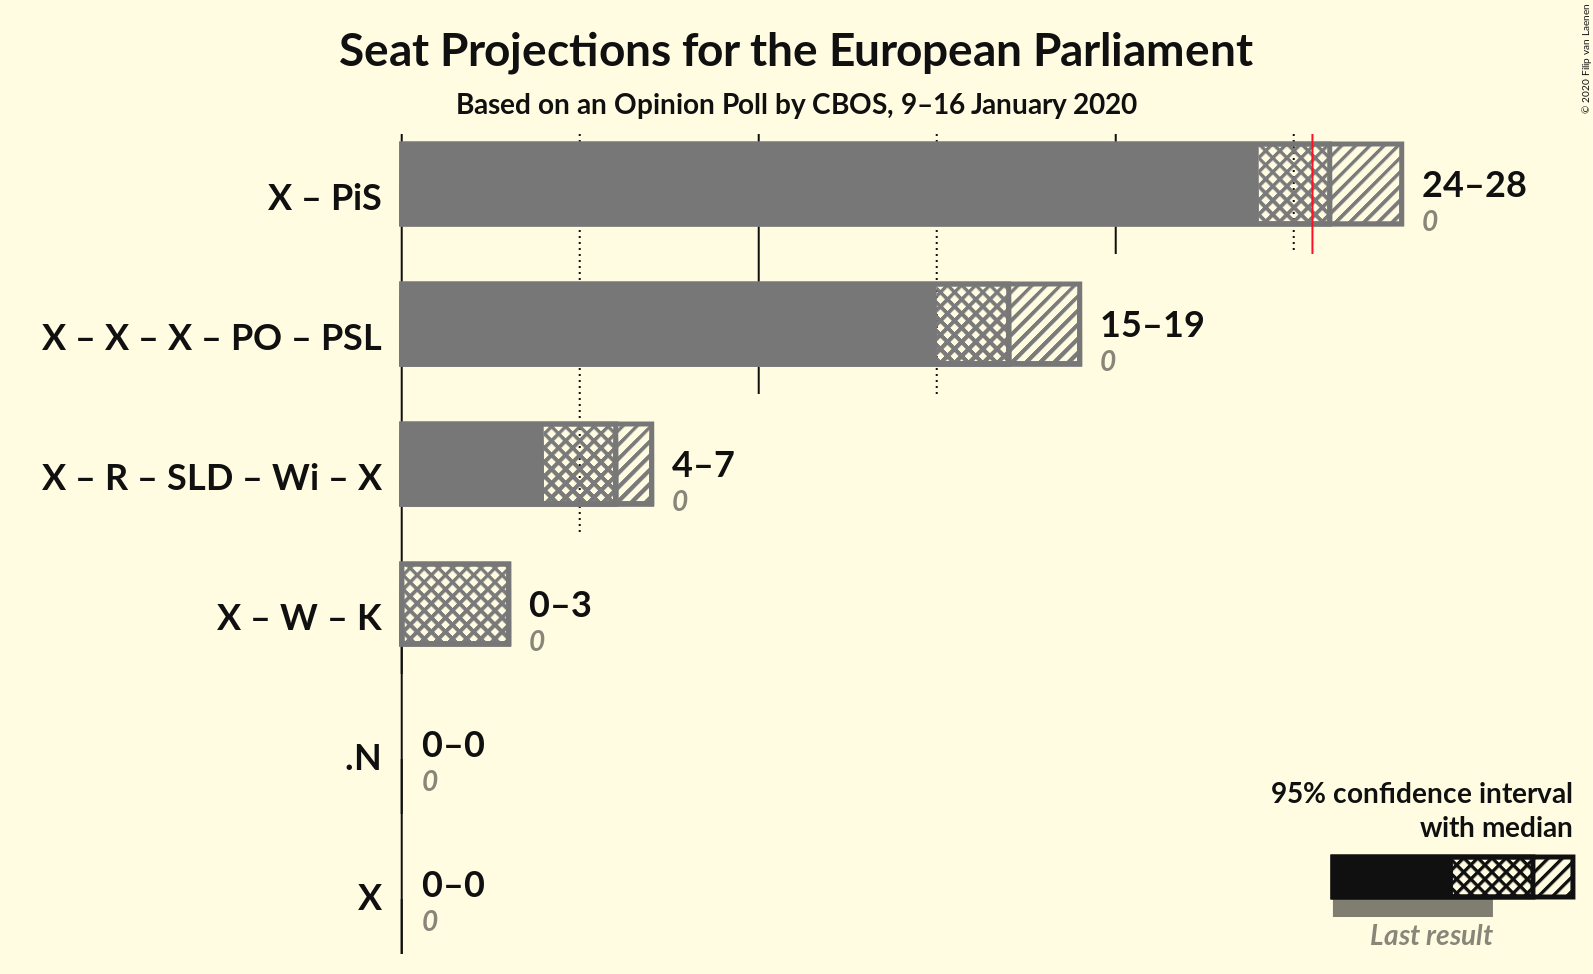 Seat Projections for the European Parliament
Based on an Opinion Poll by CBOS, 9–16 January 2020
© 2020 Filip van Laenen
X – PiS
24–28
0
X – X – X – PO – PSL
15–19
0
X – R – SLD – Wi – X
4–7
0
X – W – K
0–3
0
.N
0–0
0
X
0–0
0
95% confidence interval
with median
Last result